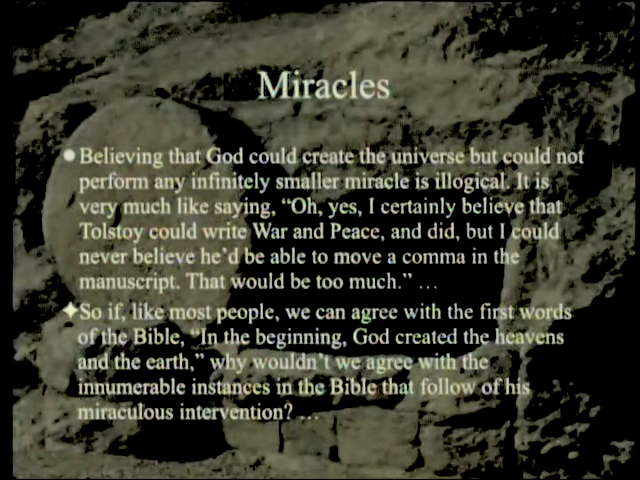 Miracles
Believing that God could create the universe but could not
perform any infinitely smaller miracle is illogical. It is
very much like saying, “Oh, yes, I certainly believe that
Tolstoy could write War and Peace, and did, but I could
never believe he’d be able to move a comma in the
manuscript. That would be too much.” …
So if, like most people, we can agree with the first words
of the Bible, “In the beginning, God created the heavens
and the earth,” why wouldn’t we agree with the
innumerable instances in the Bible that follow of his
miraculous intervention? …